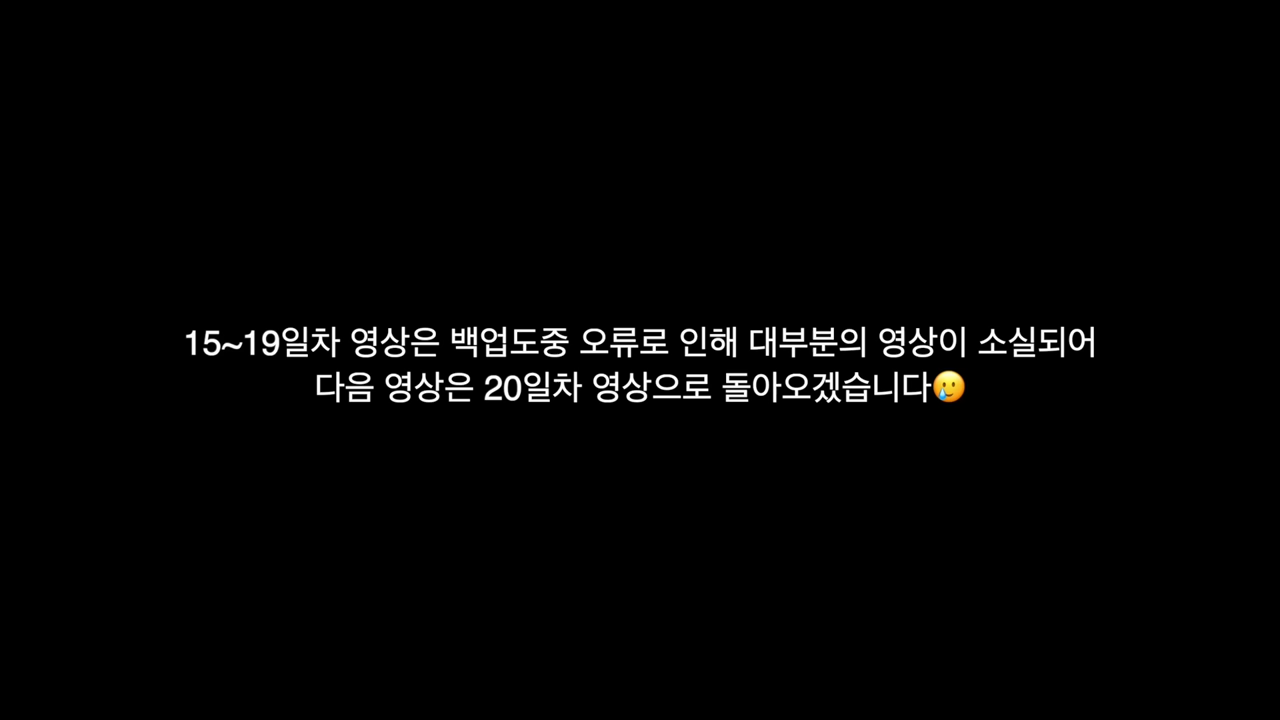 15~19일차 영상은 백업도중 오류로 인해 대부분의 영상이 소실되어
다음 영상은 20일차 영상으로 돌아오겠습니다🥲